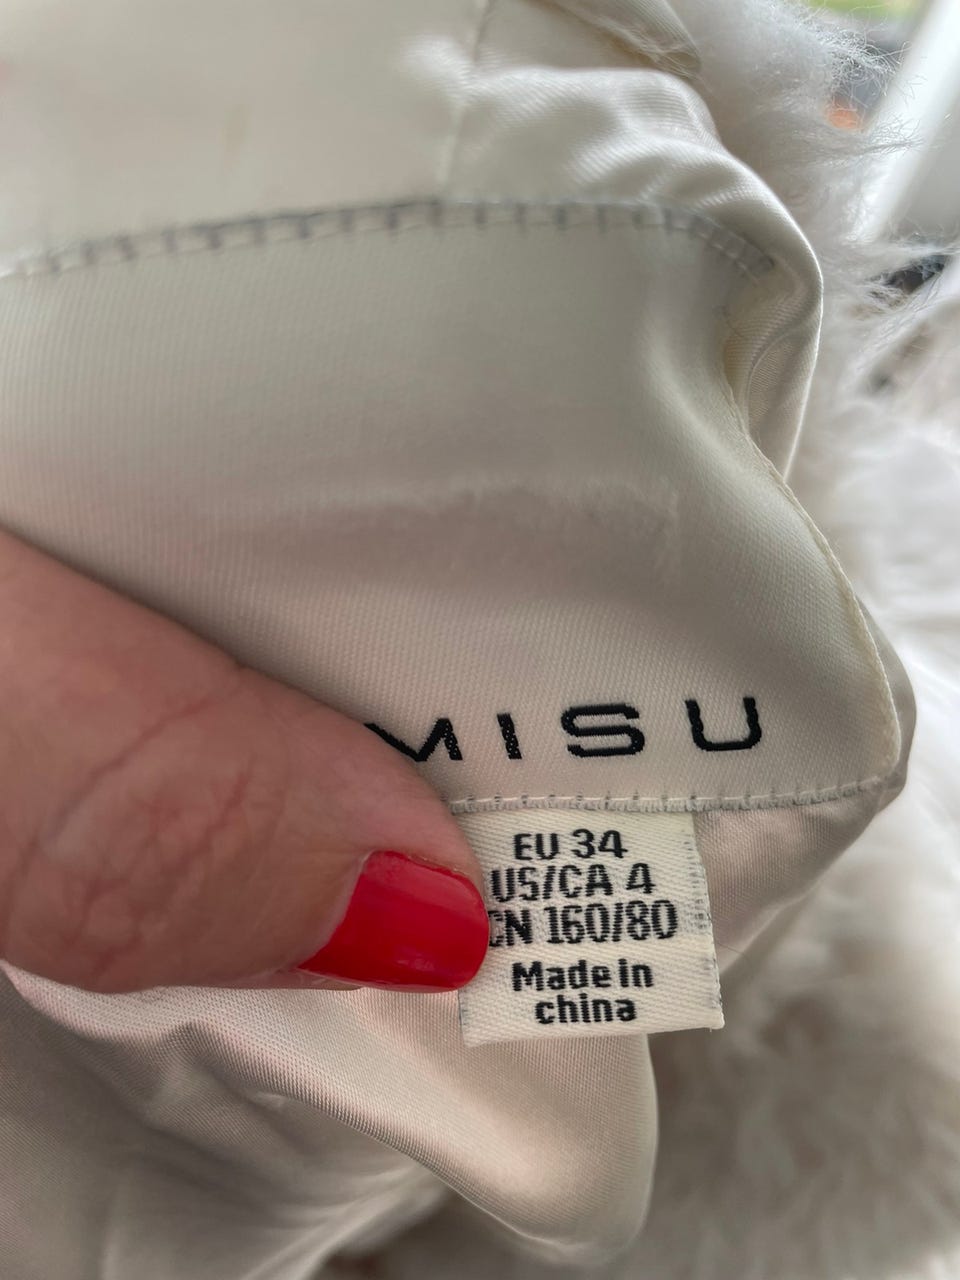 MISU
EU 34
US/CA 4
CN 160/80
Made in
china